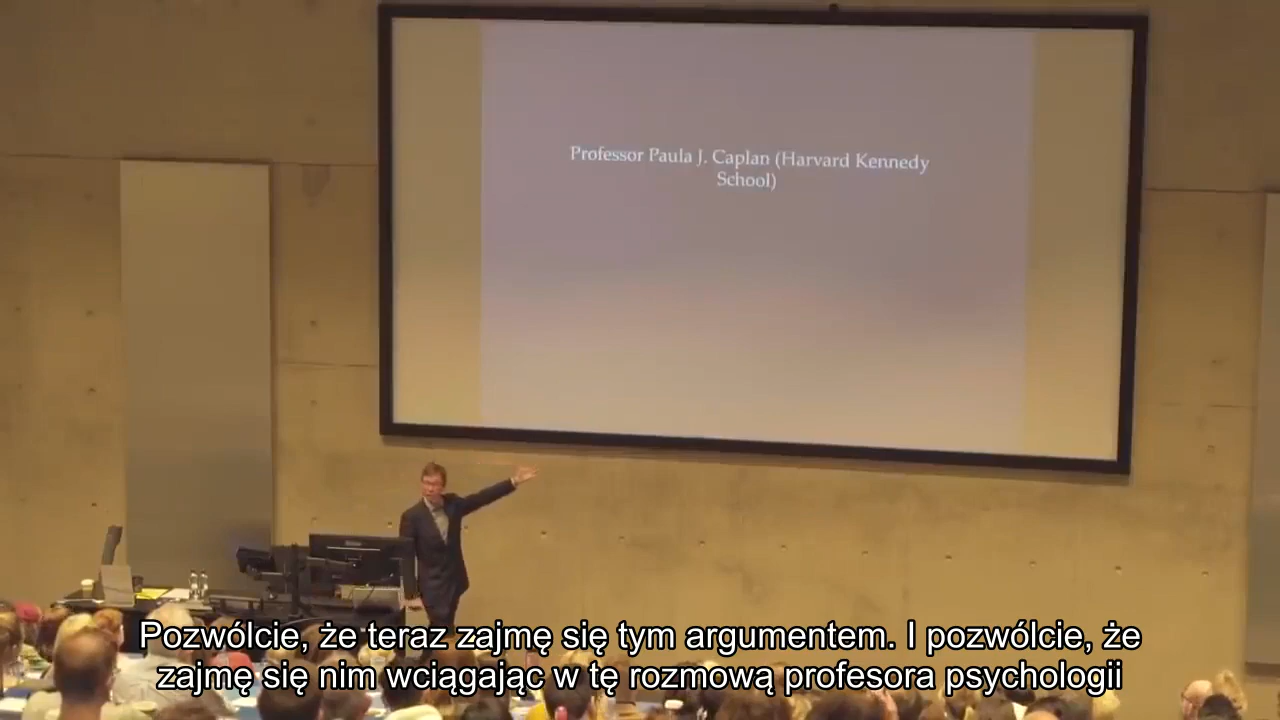 Professor Paula J. Caplan (Harvard Kennedy
School)
Pozwólcie, że teraz zajmę się tym argumentem. I pozwólcie, że
zajmę się nim wciągając w tę rozmową profesora psychologii